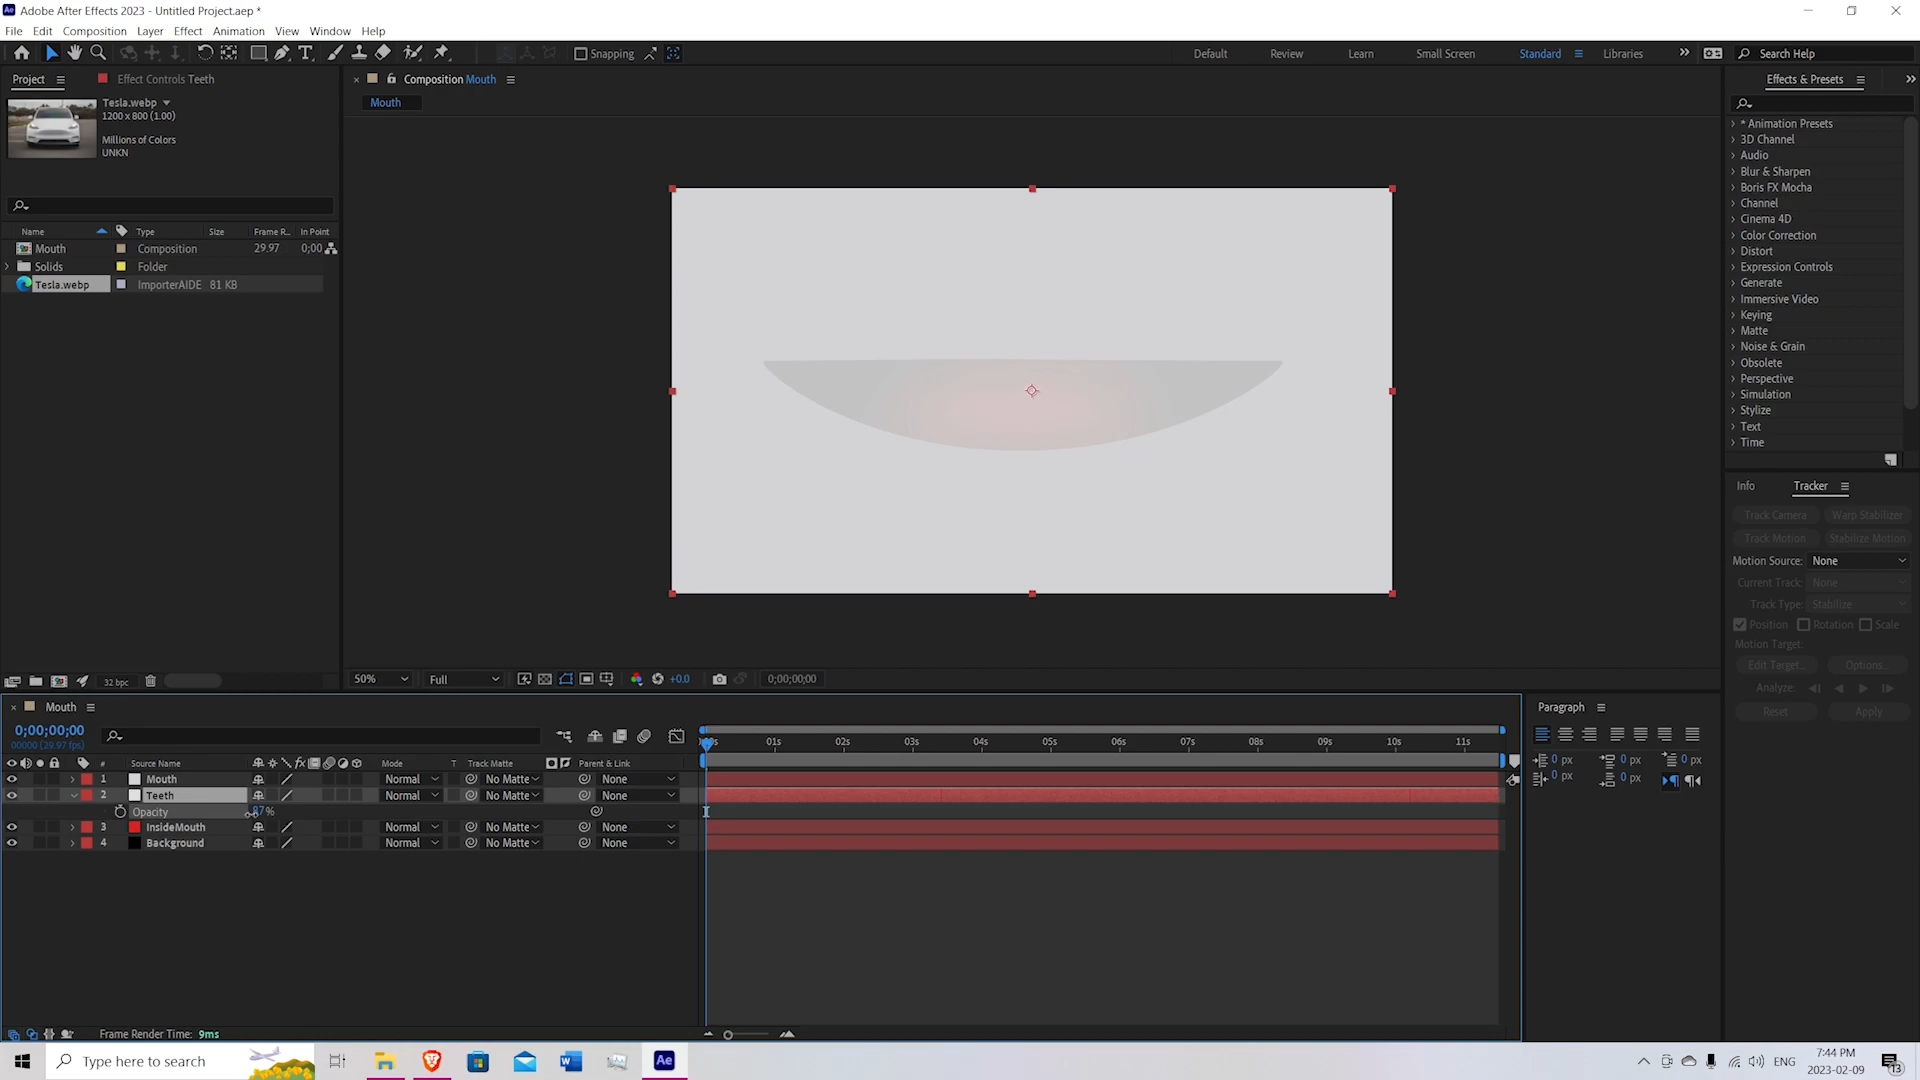 Adobe After Effects 2023 - Untitled Project.aep *
File Edit Composition Layer Effect Animation View Window Help
Snapping Default Review Learn Small Screen Standard Libraries Search Help
Project Effect Controls Teeth
Composition Mouth
Effects & Presets
Tesla.webp
1200 x 800 (1.00)
Millions of Colors
UNKN
Mouth
* Animation Presets
3D Channel
Audio
Blur & Sharpen
Boris FX Mocha
Channel
Cinema 4D
Color Correction
Distort
Expression Controls
Generate
Immersive Video
Keying
Matte
Noise & Grain
Obsolete
Perspective
Simulation
Stylize
Text
Time
Name Type Size Frame R... In Point
Mouth Composition 29.97 0;00
Solids Folder
Tesla.webp ImporterAIDE 81 KB
Info Tracker
Track Camera Warp Stabilizer
Track Motion Stabilize Motion
Motion Source: None
Current Track: None
Track Type: Stabilize
Position Rotation Scale
Motion Target:
Edit Target... Options...
Analyze:
Reset Apply
32 bpc
50% Full +0.0 0;00;00;00
Mouth
0;00;00;00
00000 (29.97 fps)
01s 02s 03s 04s 05s 06s 07s 08s 09s 10s 11s
# Source Name fx Mode T Track Matte Parent & Link
1 Mouth Normal No Matte None
2 Teeth Normal No Matte None
Opacity 87%
3 InsideMouth Normal No Matte None
4 Background Normal No Matte None
Paragraph
0 px 0 px 0 px
0 px 0 px
Frame Render Time: 9ms
Type here to search
Ae
ENG
7:44 PM
2023-02-09
13